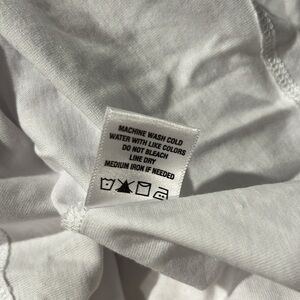 MACHINE WASH COLD
WATER WITH LIKE COLORS
DO NOT BLEACH
LINE DRY
MEDIUM IRON IF NEEDED